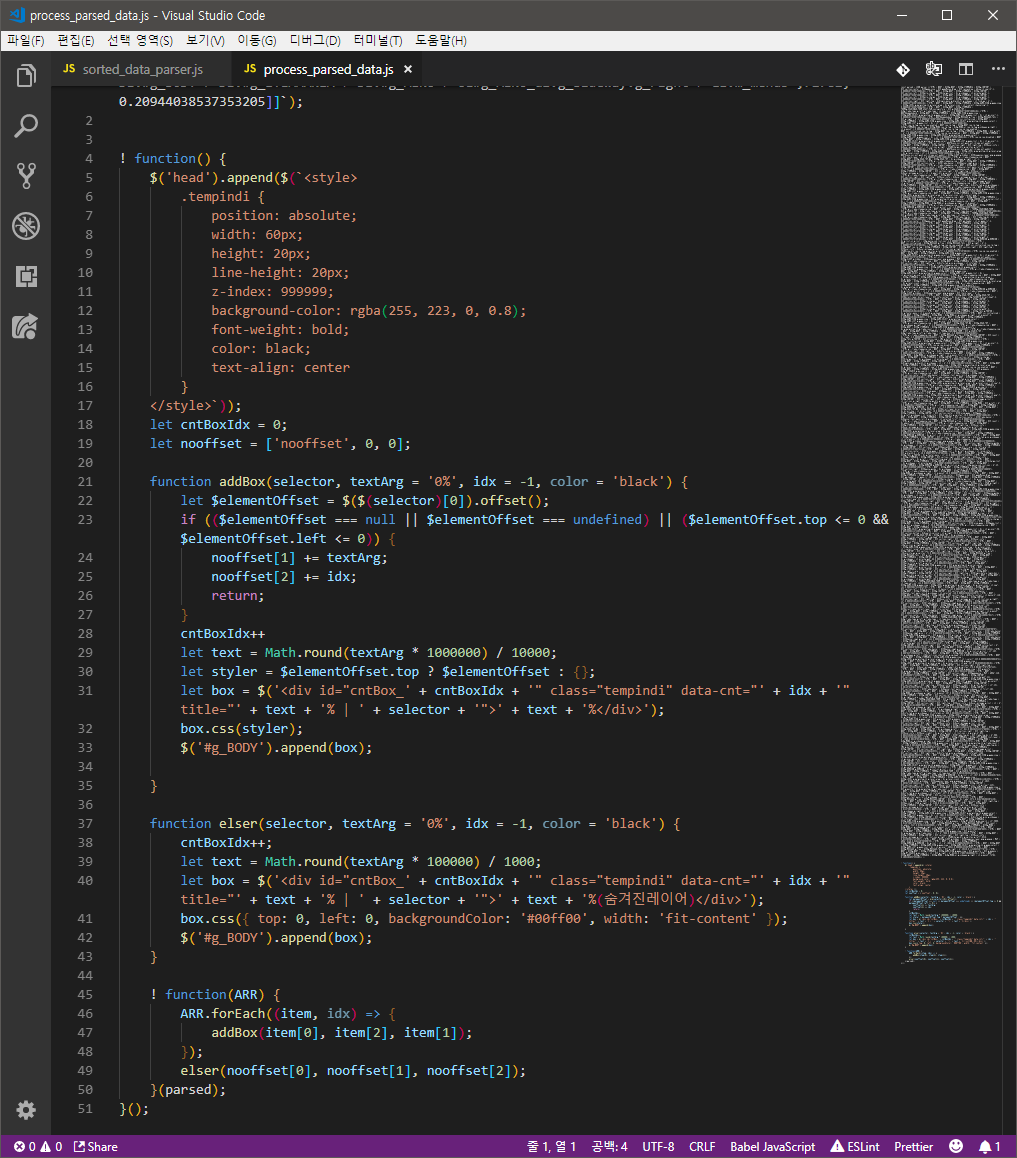 process_parsed_data.js - Visual Studio Code
파일(F) 편집(E) 선택 영역(S) 보기(V) 이동(G) 디버그(D) 터미널(T) 도움말(H)
JS sorted_data_parser.js JS process_parsed_data.js ×
0.20944038537353205]]`);
2
3
4 ! function() {
5 $('head').append($(`<style>
6 .tempindi {
7 position: absolute;
8 width: 60px;
9 height: 20px;
10 line-height: 20px;
11 z-index: 999999;
12 background-color: rgba(255, 223, 0, 0.8);
13 font-weight: bold;
14 color: black;
15 text-align: center
16 }
17 </style>`));
18 let cntBoxIdx = 0;
19 let nooffset = ['nooffset', 0, 0];
20
21 function addBox(selector, textArg = '0%', idx = -1, color = 'black') {
22 let $elementOffset = $($(selector)[0]).offset();
23 if (($elementOffset === null || $elementOffset === undefined) || ($elementOffset.top <= 0 &&
$elementOffset.left <= 0)) {
24 nooffset[1] += textArg;
25 nooffset[2] += idx;
26 return;
27 }
28 cntBoxIdx++
29 let text = Math.round(textArg * 1000000) / 10000;
30 let styler = $elementOffset.top ? $elementOffset : {};
31 let box = $('<div id="cntBox_' + cntBoxIdx + '" class="tempindi" data-cnt="' + idx + '"
title="' + text + '% | ' + selector + '">' + text + '%</div>');
32 box.css(styler);
33 $('#g_BODY').append(box);
34
35 }
36
37 function elser(selector, textArg = '0%', idx = -1, color = 'black') {
38 cntBoxIdx++;
39 let text = Math.round(textArg * 100000) / 1000;
40 let box = $('<div id="cntBox_' + cntBoxIdx + '" class="tempindi" data-cnt="' + idx + '"
title="' + text + '% | ' + selector + '">' + text + '%(숨겨진레이어)</div>');
41 box.css({ top: 0, left: 0, backgroundColor: '#00ff00', width: 'fit-content' });
42 $('#g_BODY').append(box);
43 }
44
45 ! function(ARR) {
46 ARR.forEach((item, idx) => {
47 addBox(item[0], item[2], item[1]);
48 });
49 elser(nooffset[0], nooffset[1], nooffset[2]);
50 }(parsed);
51 }();
0 0 Share 줄 1, 열 1 공백: 4 UTF-8 CRLF Babel JavaScript ESLint Prettier 1